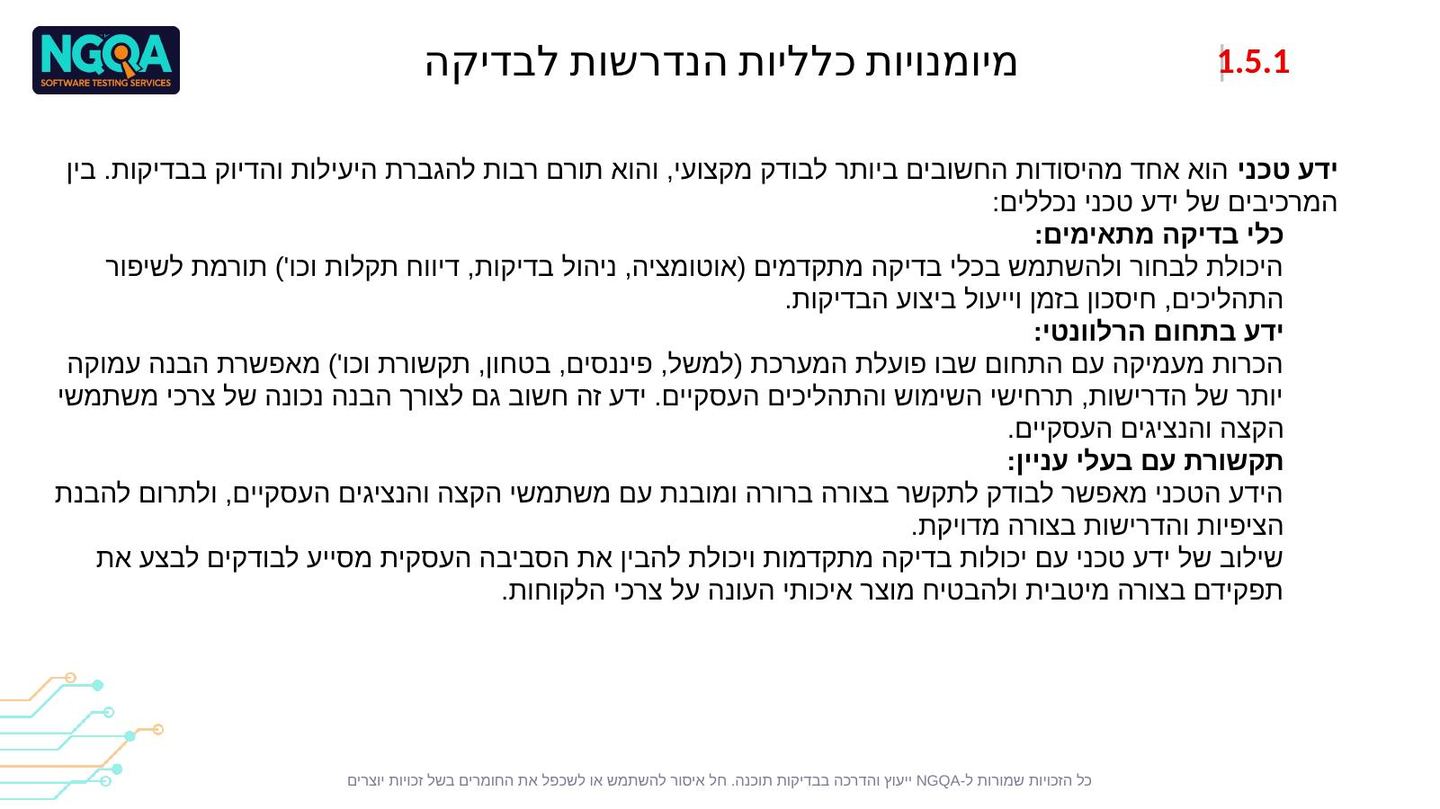 NGQA
SOFTWARE TESTING SERVICES
מיומנויות כלליות הנדרשות לבדיקה
1.5.1
ידע טכני הוא אחד מהיסודות החשובים ביותר לבודק מקצועי, והוא תורם רבות להגברת היעילות והדיוק בבדיקות. בין
המרכיבים של ידע טכני נכללים:
כלי בדיקה מתאימים:
היכולת לבחור ולהשתמש בכלי בדיקה מתקדמים (אוטומציה, ניהול בדיקות, דיווח תקלות וכו') תורמת לשיפור
התהליכים, חיסכון בזמן וייעול ביצוע הבדיקות.
ידע בתחום הרלוונטי:
הכרות מעמיקה עם התחום שבו פועלת המערכת (למשל, פיננסים, בטחון, תקשורת וכו') מאפשרת הבנה עמוקה
יותר של הדרישות, תרחישי השימוש והתהליכים העסקיים. ידע זה חשוב גם לצורך הבנה נכונה של צרכי משתמשי
הקצה והנציגים העסקיים.
תקשורת עם בעלי עניין:
הידע הטכני מאפשר לבודק לתקשר בצורה ברורה ומובנת עם משתמשי הקצה והנציגים העסקיים, ולתרום להבנת
הציפיות והדרישות בצורה מדויקת.
שילוב של ידע טכני עם יכולות בדיקה מתקדמות ויכולת להבין את הסביבה העסקית מסייע לבודקים לבצע את
תפקידם בצורה מיטבית ולהבטיח מוצר איכותי העונה על צרכי הלקוחות.
כל הזכויות שמורות ל-NGQA ייעוץ והדרכה בבדיקות תוכנה. חל איסור להשתמש או לשכפל את החומרים בשל זכויות יוצרים